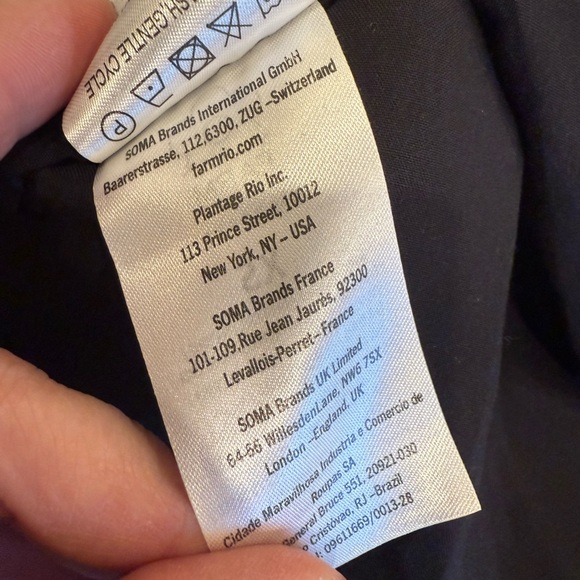 SH GENTLE CYCLE
P
SOMA Brands International GmbH
Baarerstrasse, 112,6300, ZUG –Switzerland
farmrio.com
Plantage Rio Inc.
113 Prince Street, 10012
New York, NY – USA
SOMA Brands France
101-109,Rue Jean Jaurès, 92300
Levallois-Perret –France
SOMA Brands UK Limited
64-66 WillesdenLane, NW6 7SX
London –England, UK
Cidade Maravilhosa Industria e Comercio de
Roupas SA
General Bruce 551, 20921-030
Cristóvao, RJ –Brazil
: 09611669/0013-28